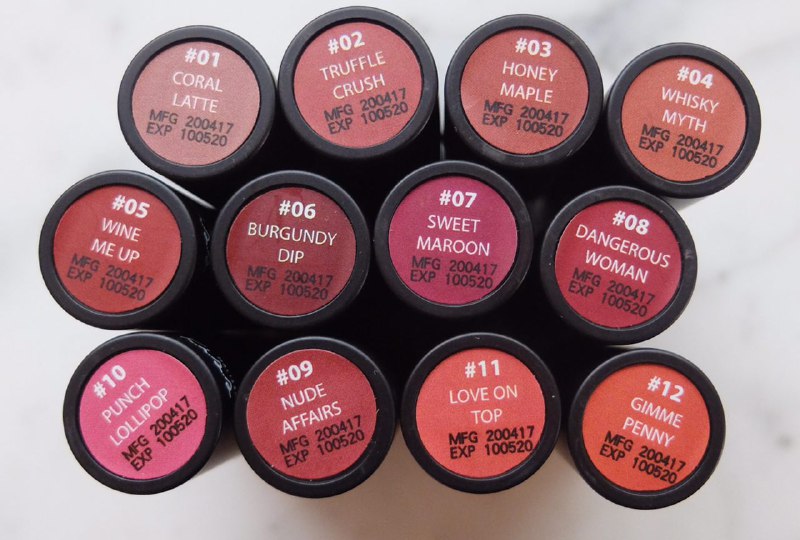 #01
CORAL
LATTE
MFG 200417
EXP 100520
#02
TRUFFLE
CRUSH
MFG 200417
EXP 100520
#03
HONEY
MAPLE
MFG 200417
EXP 100520
#04
WHISKY
MYTH
MFG 200417
EXP 100520
#05
WINE
ME UP
MFG 200417
EXP 100520
#06
BURGUNDY
DIP
MFG 200417
EXP 100520
#07
SWEET
MAROON
MFG 200417
EXP 100520
#08
DANGEROUS
WOMAN
MFG 200417
EXP 100520
#10
PUNCH
LOLLIPOP
MFG 200417
EXP 100520
#09
NUDE
AFFAIRS
MFG 200417
EXP 100520
#11
LOVE ON
TOP
MFG 200417
EXP 100520
#12
GIMME
PENNY
MFG 200417
EXP 100520